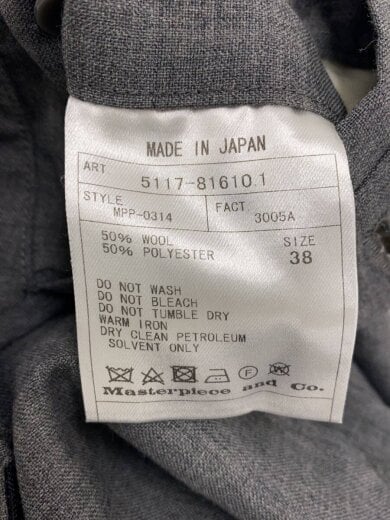 MADE IN JAPAN
ART
5117-81610.1
STYLE
MPP-0314
FACT
3005A
50% WOOL
50% POLYESTER
SIZE
38
DO NOT WASH
DO NOT BLEACH
DO NOT TUMBLE DRY
WARM IRON
DRY CLEAN PETROLEUM
SOLVENT ONLY
F
W
Masterpiece and Co.